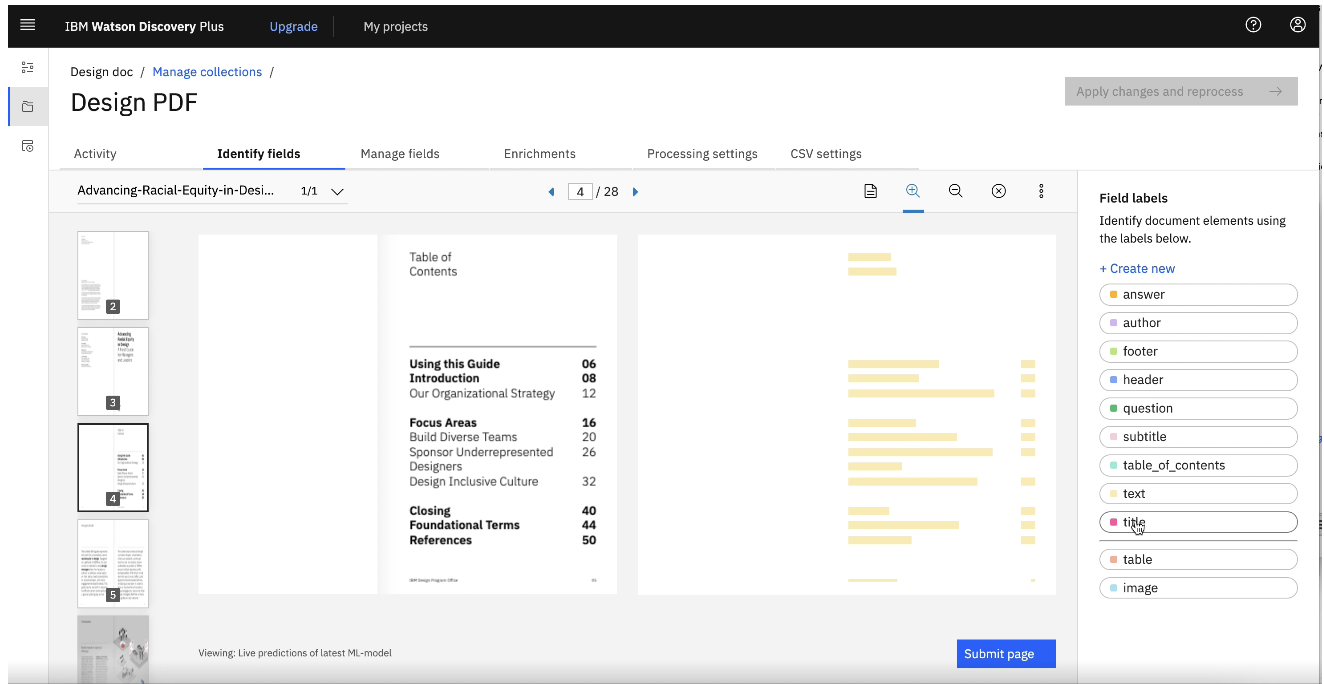 IBM Watson Discovery Plus
Upgrade
My projects
Design doc / Manage collections /
Design PDF
Apply changes and reprocess
Activity
Identify fields
Manage fields
Enrichments
Processing settings
CSV settings
Advancing-Racial-Equity-in-Desi...
1/1
4 / 28
2
3
4
5
Table of
Contents
Using this Guide 06
Introduction 08
Our Organizational Strategy 12
Focus Areas 16
Build Diverse Teams 20
Sponsor Underrepresented 26
Designers
Design Inclusive Culture 32
Closing 40
Foundational Terms 44
References 50
IBM Design Program Office
Viewing: Live predictions of latest ML-model
Submit page
Field labels
Identify document elements using
the labels below.
+ Create new
answer
author
footer
header
question
subtitle
table_of_contents
text
title
table
image